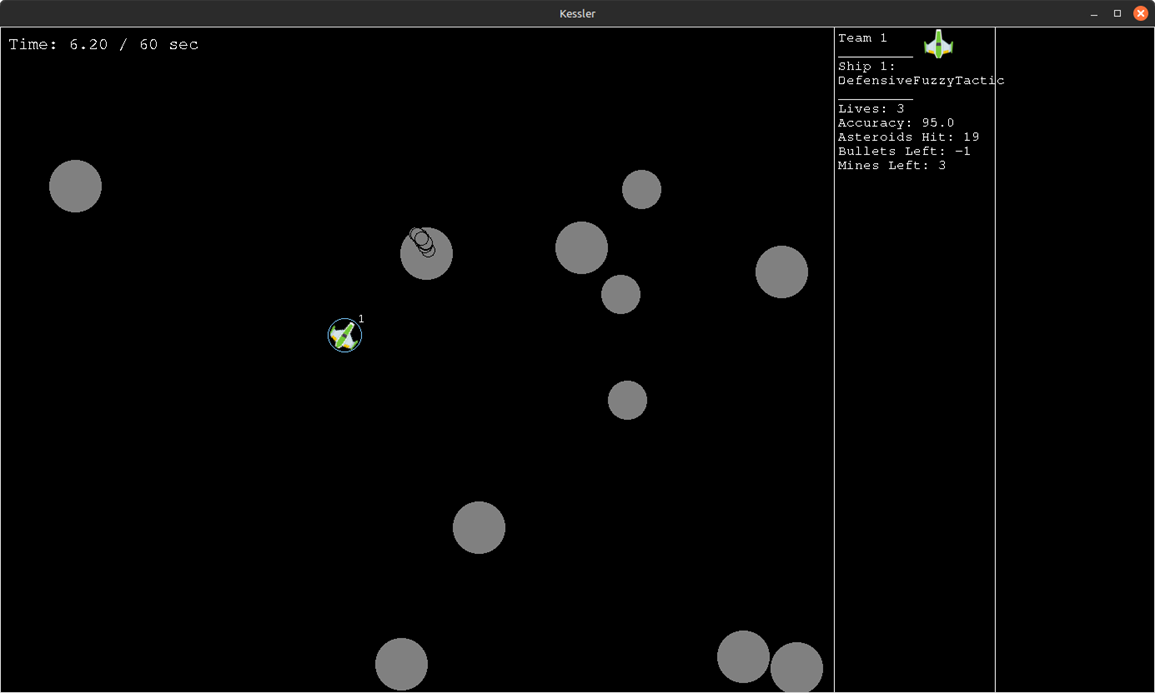 Kessler
Time: 6.20 / 60 sec
Team 1
Ship 1:
DefensiveFuzzyTactic
Lives: 3
Accuracy: 95.0
Asteroids Hit: 19
Bullets Left: -1
Mines Left: 3
1